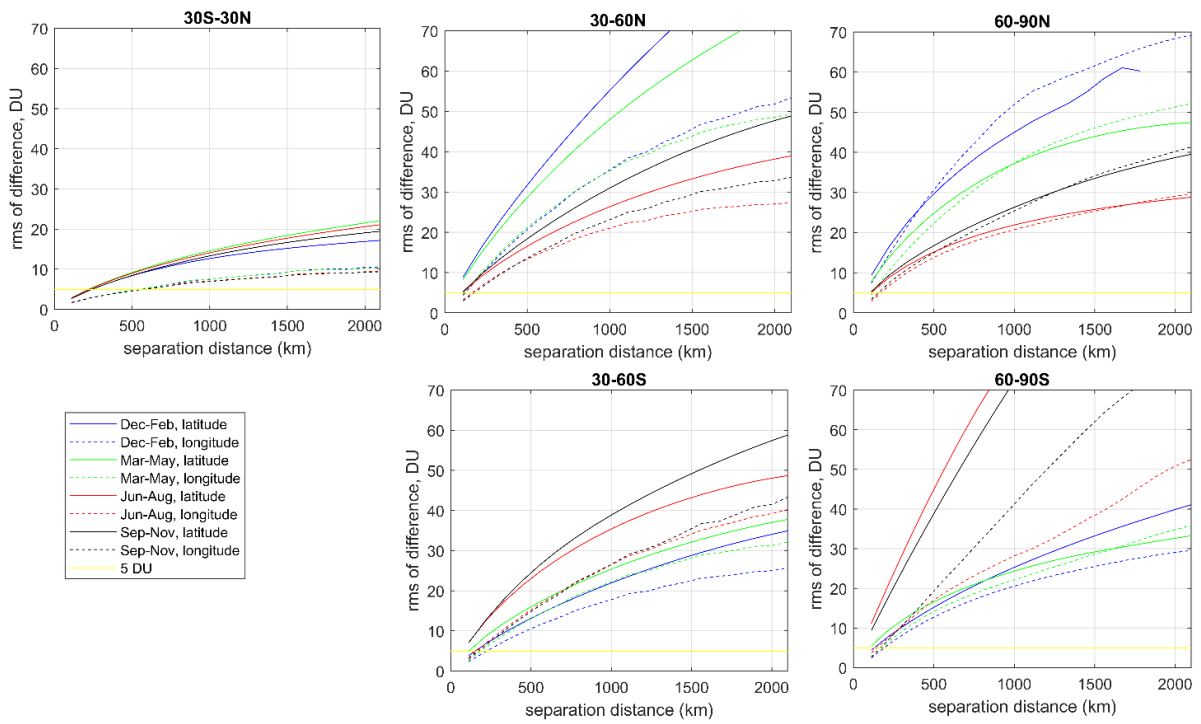 30S-30N
70
60
50
40
30
20
10
0
rms of difference, DU
0 500 1000 1500 2000
separation distance (km)
30-60N
70
60
50
40
30
20
10
0
rms of difference, DU
0 500 1000 1500 2000
separation distance (km)
60-90N
70
60
50
40
30
20
10
0
rms of difference, DU
0 500 1000 1500 2000
separation distance (km)
Dec-Feb, latitude
Dec-Feb, longitude
Mar-May, latitude
Mar-May, longitude
Jun-Aug, latitude
Jun-Aug, longitude
Sep-Nov, latitude
Sep-Nov, longitude
5 DU
30-60S
70
60
50
40
30
20
10
0
rms of difference, DU
0 500 1000 1500 2000
separation distance (km)
60-90S
70
60
50
40
30
20
10
0
rms of difference, DU
0 500 1000 1500 2000
separation distance (km)